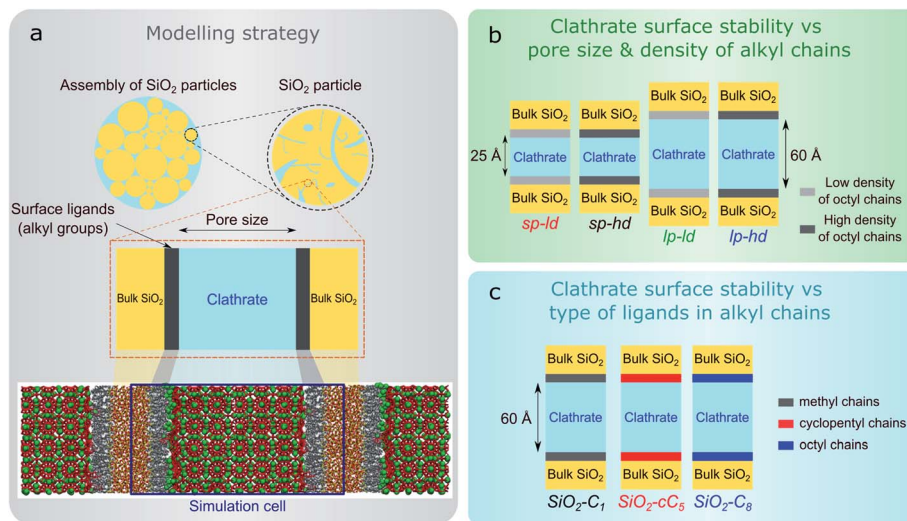 a
Modelling strategy
Assembly of SiO₂ particles
SiO₂ particle
Surface ligands
(alkyl groups)
Pore size
Bulk SiO₂
Clathrate
Bulk SiO₂
Simulation cell
b
Clathrate surface stability vs
pore size & density of alkyl chains
Bulk SiO₂
Bulk SiO₂
Bulk SiO₂
Bulk SiO₂
25 Å
Clathrate
Clathrate
Clathrate
Clathrate
60 Å
Bulk SiO₂
Bulk SiO₂
Bulk SiO₂
Bulk SiO₂
sp-ld
sp-hd
lp-ld
lp-hd
Low density
of octyl chains
High density
of octyl chains
c
Clathrate surface stability vs
type of ligands in alkyl chains
Bulk SiO₂
Bulk SiO₂
Bulk SiO₂
60 Å
Clathrate
Clathrate
Clathrate
Bulk SiO₂
Bulk SiO₂
Bulk SiO₂
SiO₂-C₁
SiO₂-cC₅
SiO₂-C₈
methyl chains
cyclopentyl chains
octyl chains